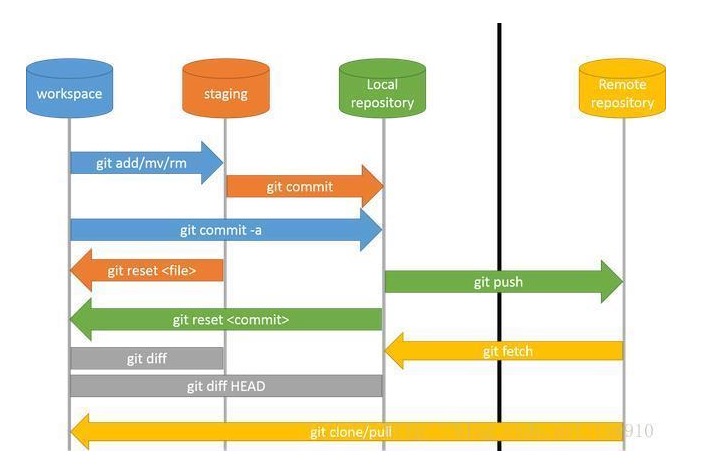 workspace
staging
Local
repository
Remote
repository
git add/mv/rm
git commit
git commit -a
git reset <file>
git push
git reset <commit>
git fetch
git diff
git diff HEAD
git clone/pull
910